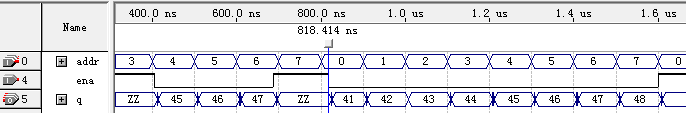 Name 400.0 ns 600.0 ns 800.0 ns 1.0 us 1.2 us 1.4 us 1.6 us
818.414 ns
0 addr 3 4 5 6 7 0 1 2 3 4 5 6 7 0
4 ena
5 q ZZ 45 46 47 ZZ 41 42 43 44 45 46 47 48